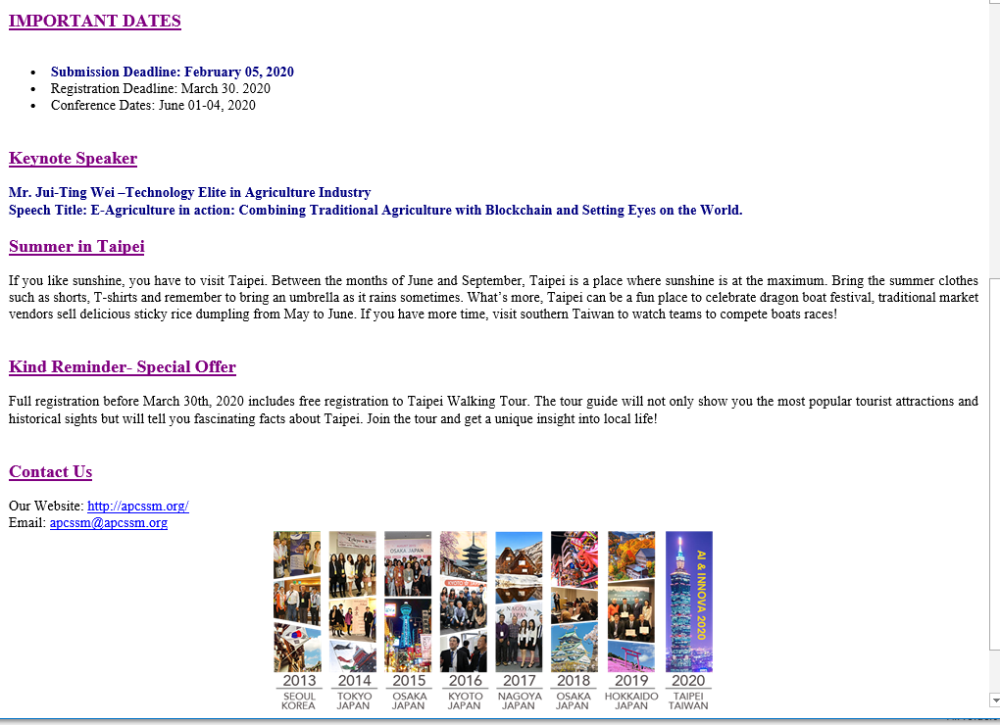 IMPORTANT DATES
• Submission Deadline: February 05, 2020
• Registration Deadline: March 30. 2020
• Conference Dates: June 01-04, 2020
Keynote Speaker
Mr. Jui-Ting Wei –Technology Elite in Agriculture Industry
Speech Title: E-Agriculture in action: Combining Traditional Agriculture with Blockchain and Setting Eyes on the World.
Summer in Taipei
If you like sunshine, you have to visit Taipei. Between the months of June and September, Taipei is a place where sunshine is at the maximum. Bring the summer clothes
such as shorts, T-shirts and remember to bring an umbrella as it rains sometimes. What's more, Taipei can be a fun place to celebrate dragon boat festival, traditional market
vendors sell delicious sticky rice dumpling from May to June. If you have more time, visit southern Taiwan to watch teams to compete boats races!
Kind Reminder- Special Offer
Full registration before March 30th, 2020 includes free registration to Taipei Walking Tour. The tour guide will not only show you the most popular tourist attractions and
historical sights but will tell you fascinating facts about Taipei. Join the tour and get a unique insight into local life!
Contact Us
Our Website: http://apcssm.org/
Email: apcssm@apcssm.org
OSAKA JAPAN
NAGOYA
JAPAN
AI & INNOVA 2020
2013 2014 2015 2016 2017 2018 2019 2020
SEOUL TOKYO OSAKA KYOTO NAGOYA OSAKA HOKKAIDO TAIPEI
KOREA JAPAN JAPAN JAPAN JAPAN JAPAN JAPAN TAIWAN